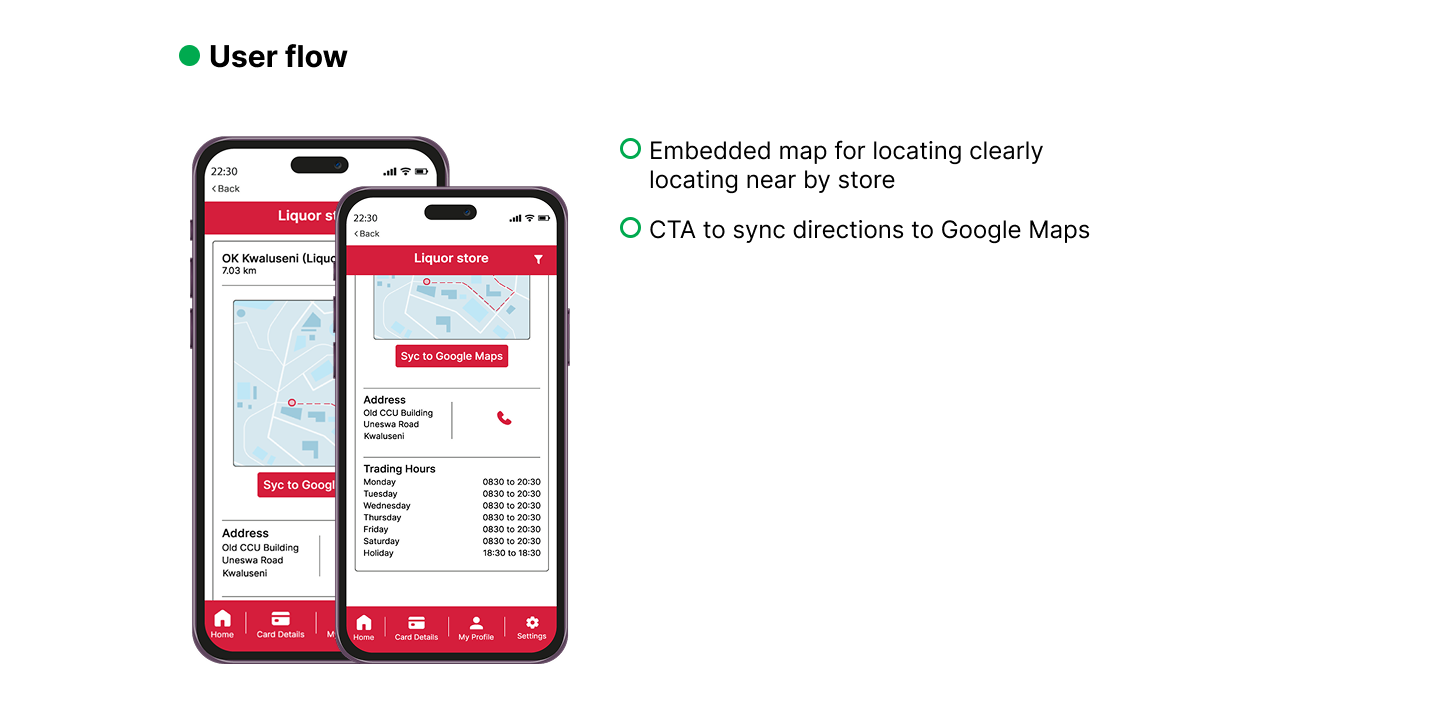 User flow
22:30
Back
Liquor st
OK Kwaluseni (Liquo
7.03 km
Syc to Googl
Address
Old CCU Building
Uneswa Road
Kwaluseni
Home
Card Details
M
22:30
Back
Liquor store
Syc to Google Maps
Address
Old CCU Building
Uneswa Road
Kwaluseni
Trading Hours
Monday 0830 to 20:30
Tuesday 0830 to 20:30
Wednesday 0830 to 20:30
Thursday 0830 to 20:30
Friday 0830 to 20:30
Saturday 0830 to 20:30
Holiday 18:30 to 18:30
Home
Card Details
My Profile
Settings
Embedded map for locating clearly
locating near by store
CTA to sync directions to Google Maps